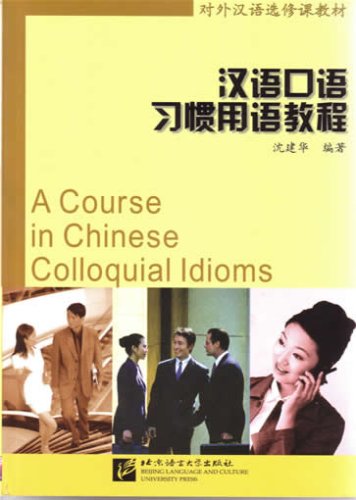 对外汉语选修课教材
汉语口语
习惯用语教程
沈建华 编著
A Course
in Chinese
Colloquial Idioms
北京语言大学出版社
BEIJING LANGUAGE AND CULTURE
UNIVERSITY PRESS